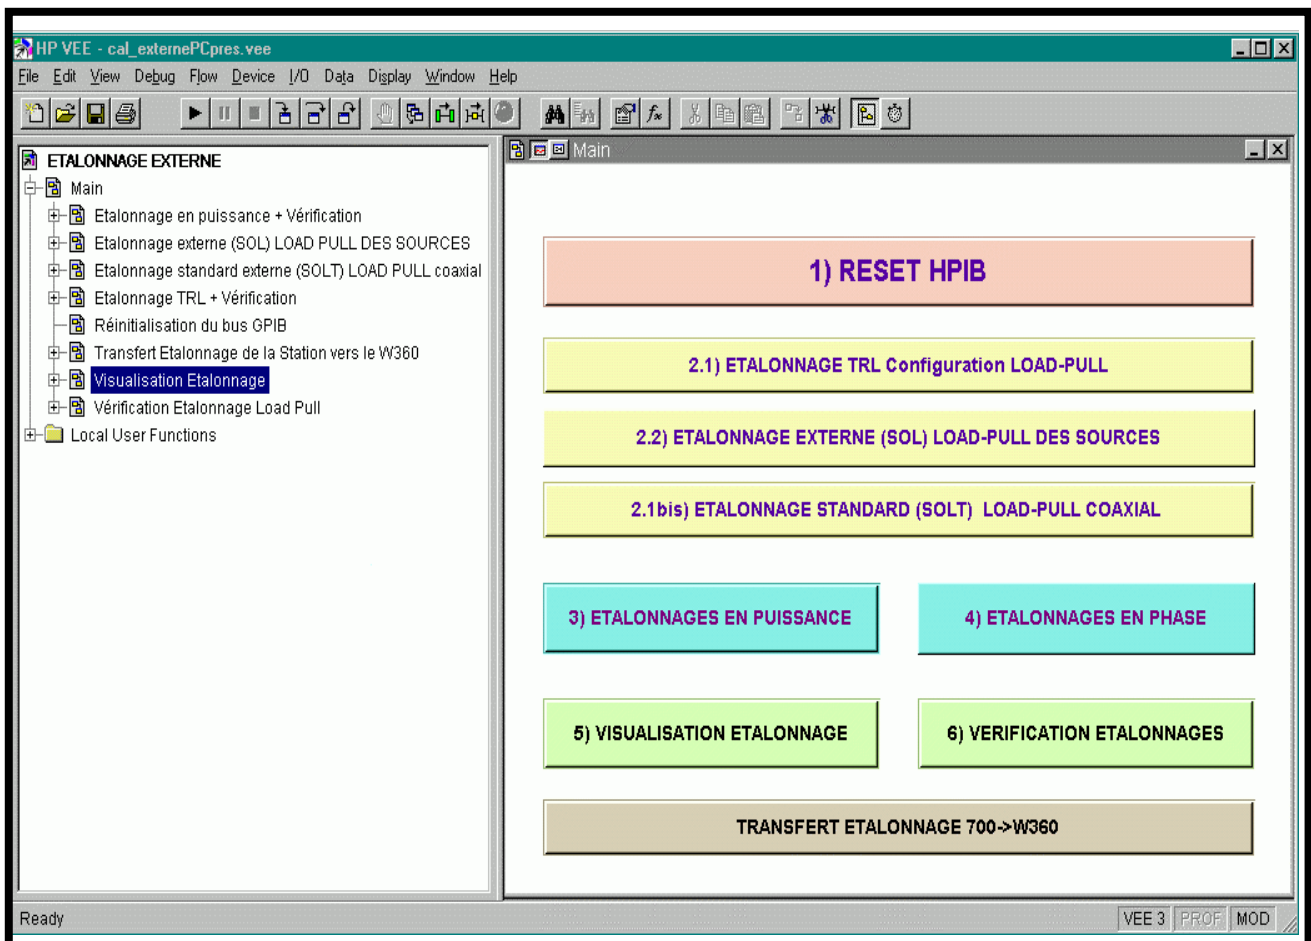 HP VEE - cal_externePCpres.vee
File Edit View Debug Flow Device I/O Data Display Window Help
ETALONNAGE EXTERNE
Main
Etalonnage en puissance + Vérification
Etalonnage externe (SOL) LOAD PULL DES SOURCES
Etalonnage standard externe (SOLT) LOAD PULL coaxial
Etalonnage TRL + Vérification
Réinitialisation du bus GPIB
Transfert Etalonnage de la Station vers le W360
Visualisation Etalonnage
Vérification Etalonnage Load Pull
Local User Functions
Main
1) RESET HPIB
2.1) ETALONNAGE TRL Configuration LOAD-PULL
2.2) ETALONNAGE EXTERNE (SOL) LOAD-PULL DES SOURCES
2.1bis) ETALONNAGE STANDARD (SOLT) LOAD-PULL COAXIAL
3) ETALONNAGES EN PUISSANCE
4) ETALONNAGES EN PHASE
5) VISUALISATION ETALONNAGE
6) VERIFICATION ETALONNAGES
TRANSFERT ETALONNAGE 700->W360
Ready
VEE 3 PROF MOD